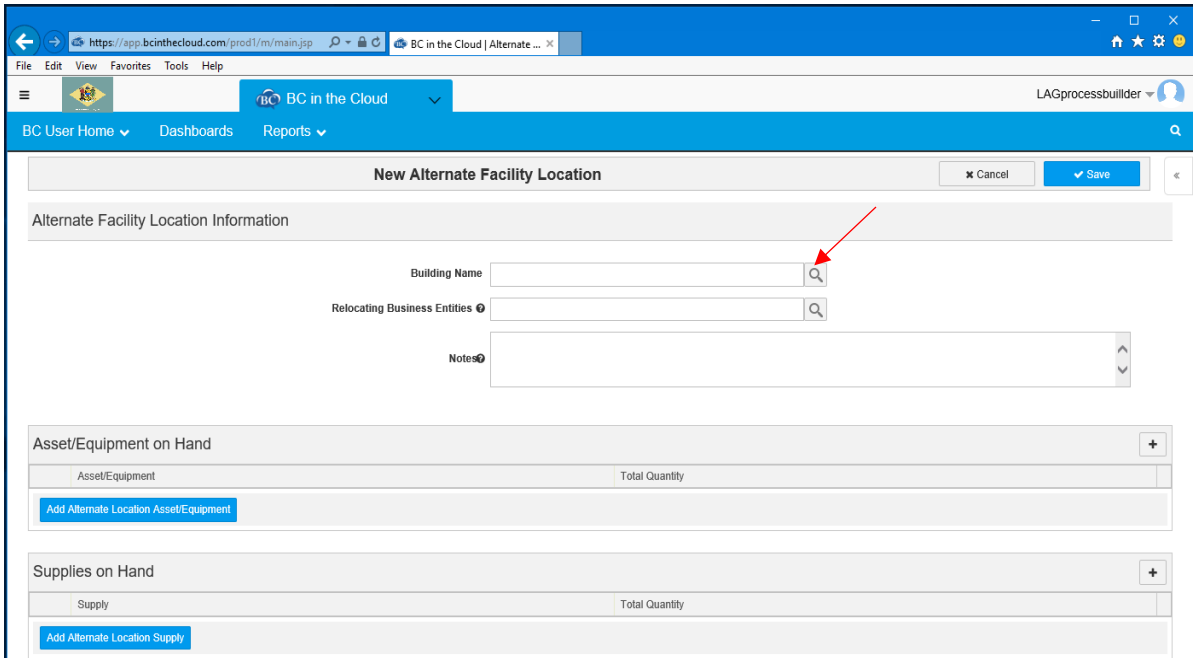 https://app.bcinthecloud.com/prod1/m/main.jsp BC in the Cloud | Alternate ...
File Edit View Favorites Tools Help
BC BC in the Cloud LAGprocessbuillder
BC User Home Dashboards Reports
New Alternate Facility Location Cancel Save
Alternate Facility Location Information
Building Name
Relocating Business Entities
Notes
Asset/Equipment on Hand +
Asset/Equipment Total Quantity
Add Alternate Location Asset/Equipment
Supplies on Hand +
Supply Total Quantity
Add Alternate Location Supply